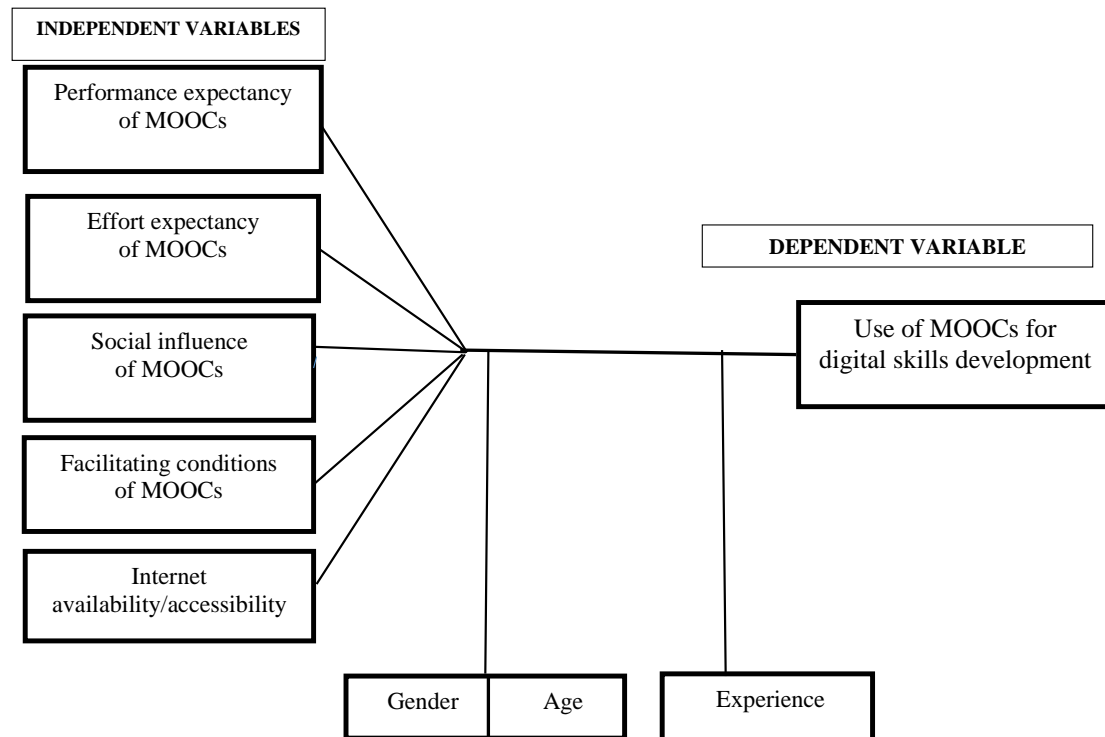 INDEPENDENT VARIABLES
Performance expectancy
of MOOCs
Effort expectancy
of MOOCs
Social influence
of MOOCs
Facilitating conditions
of MOOCs
Internet
availability/accessibility
DEPENDENT VARIABLE
Use of MOOCs for
digital skills development
Gender
Age
Experience